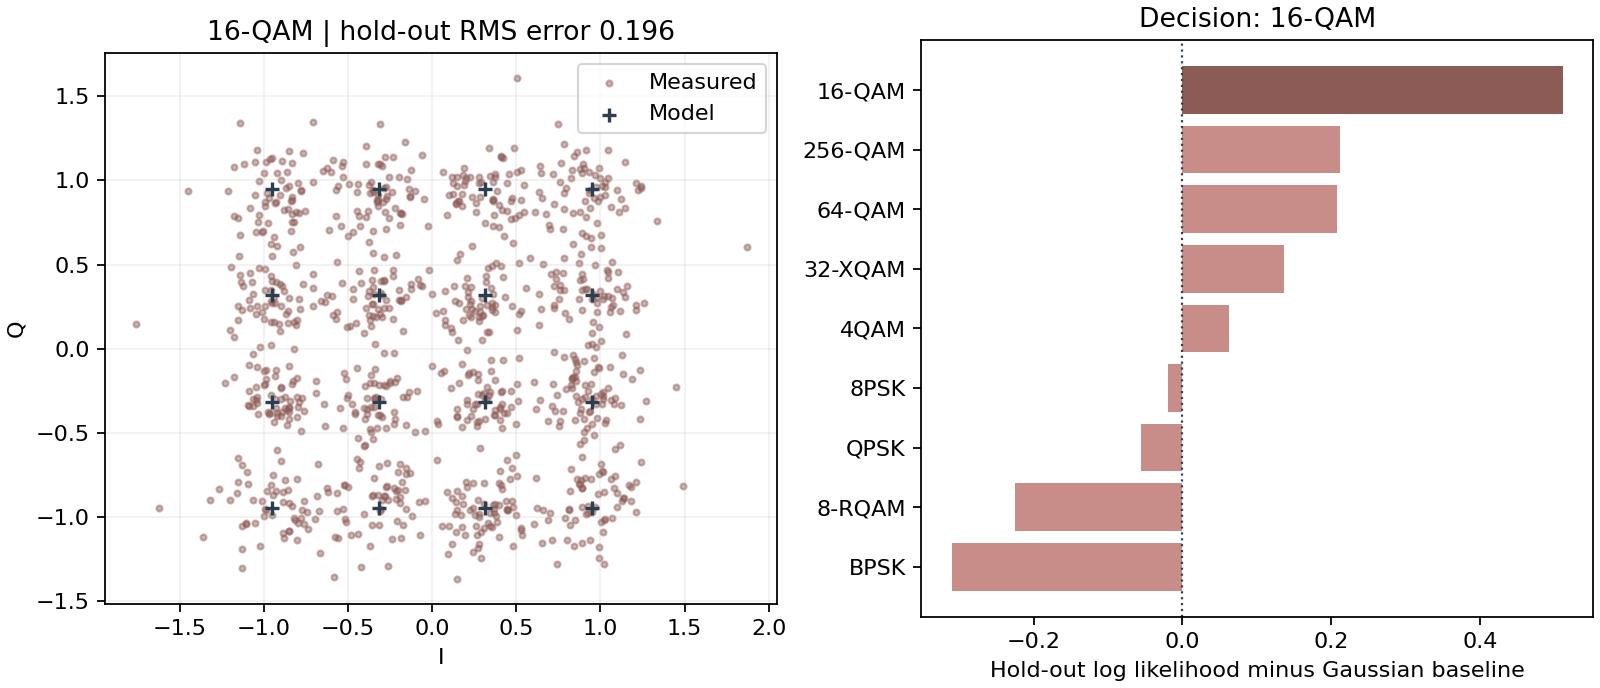 16-QAM | hold-out RMS error 0.196
Measured
Model
1.5
1.0
0.5
0.0
−0.5
−1.0
−1.5
Q
−1.5
−1.0
−0.5
0.0
0.5
1.0
1.5
2.0
I
Decision: 16-QAM
16-QAM
256-QAM
64-QAM
32-XQAM
4QAM
8PSK
QPSK
8-RQAM
BPSK
−0.2
0.0
0.2
0.4
Hold-out log likelihood minus Gaussian baseline